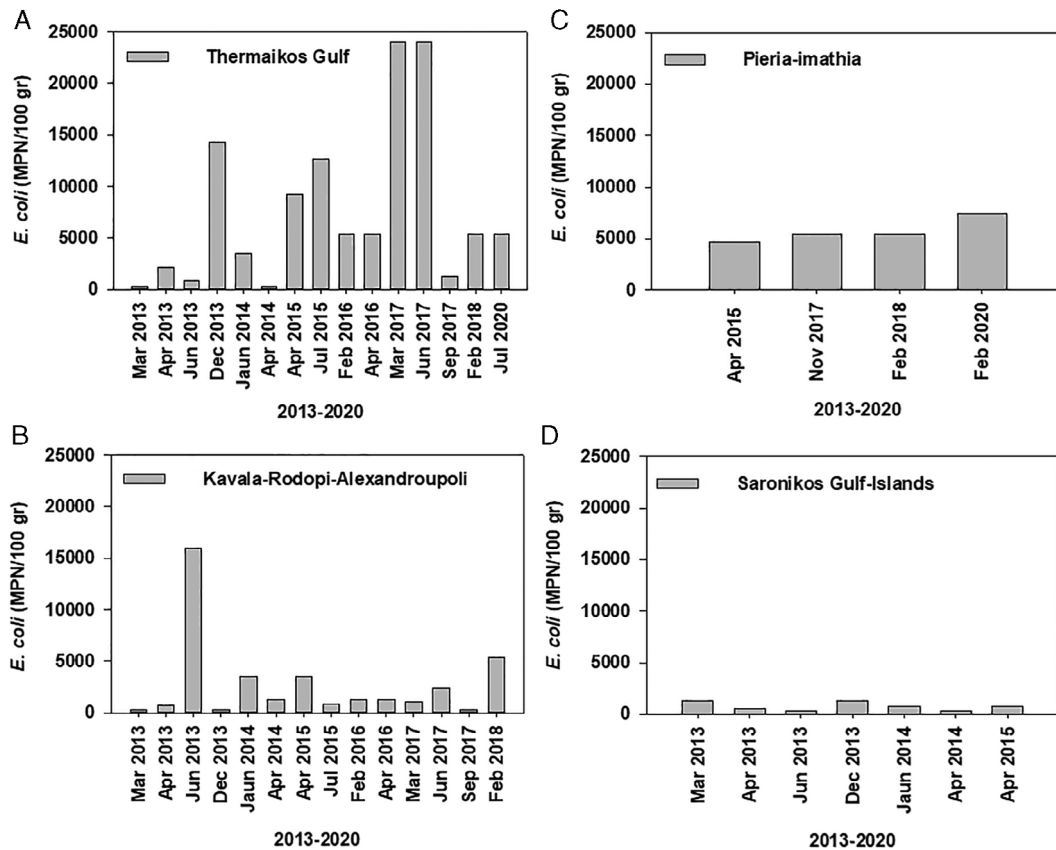 A
E. coli (MPN/100 gr)
25000
20000
15000
10000
5000
0
Thermaikos Gulf
Mar 2013
Apr 2013
Jun 2013
Dec 2013
Jaun 2014
Apr 2014
Apr 2015
Jul 2015
Feb 2016
Apr 2016
Mar 2017
Jun 2017
Sep 2017
Feb 2018
Jul 2020
2013-2020
C
E. coli (MPN/100 gr)
25000
20000
15000
10000
5000
0
Pieria-imathia
Apr 2015
Nov 2017
Feb 2018
Feb 2020
2013-2020
B
E. coli (MPN/100 gr)
25000
20000
15000
10000
5000
0
Kavala-Rodopi-Alexandroupoli
Mar 2013
Apr 2013
Jun 2013
Dec 2013
Jaun 2014
Apr 2014
Apr 2015
Jul 2015
Feb 2016
Apr 2016
Mar 2017
Jun 2017
Sep 2017
Feb 2018
2013-2020
D
E. coli (MPN/100 gr)
25000
20000
15000
10000
5000
0
Saronikos Gulf-Islands
Mar 2013
Apr 2013
Jun 2013
Dec 2013
Jaun 2014
Apr 2014
Apr 2015
2013-2020